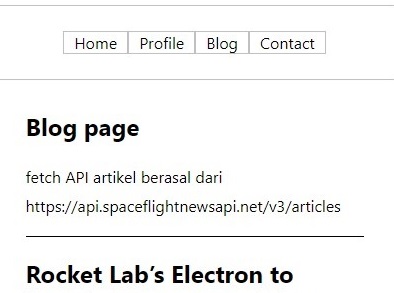 Home Profile Blog Contact
Blog page
fetch API artikel berasal dari
https://api.spaceflightnewsapi.net/v3/articles
Rocket Lab’s Electron to